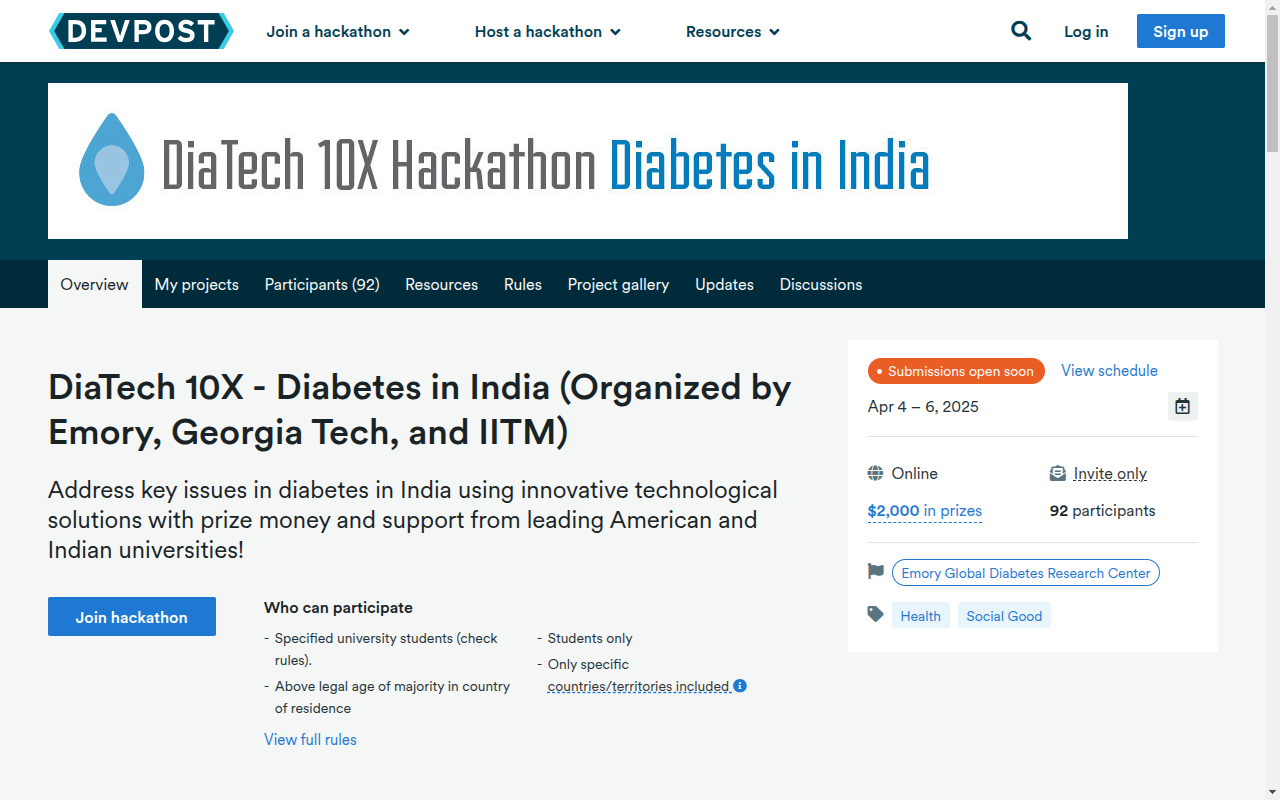 DEVPOST
Join a hackathon
Host a hackathon
Resources
Log in
Sign up
DiaTech 10X Hackathon Diabetes in India
Overview
My projects
Participants (92)
Resources
Rules
Project gallery
Updates
Discussions
DiaTech 10X - Diabetes in India (Organized by
Emory, Georgia Tech, and IITM)
Address key issues in diabetes in India using innovative technological
solutions with prize money and support from leading American and
Indian universities!
Join hackathon
Who can participate
- Specified university students (check
rules).
- Above legal age of majority in country
of residence
- Students only
- Only specific
countries/territories included
View full rules
Submissions open soon
View schedule
Apr 4 – 6, 2025
Online
Invite only
$2,000 in prizes
92 participants
Emory Global Diabetes Research Center
Health
Social Good